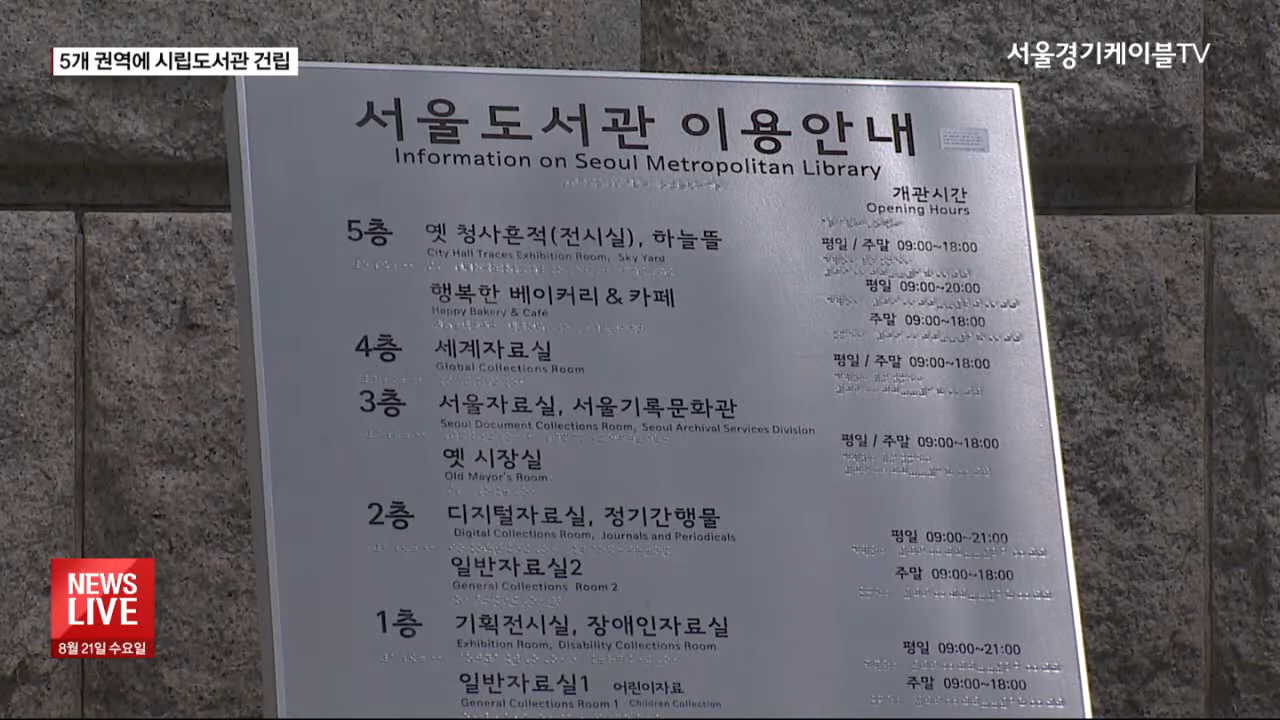 5개 권역에 시립도서관 건립
서울경기케이블TV
서울도서관 이용안내
Information on Seoul Metropolitan Library
개관시간
Opening Hours
5층 옛 청사흔적(전시실), 하늘뜰 평일 / 주말 09:00~18:00
City Hall Traces Exhibition Room, Sky Yard
행복한 베이커리 & 카페 평일 09:00~20:00
Happy Bakery & Café 주말 09:00~18:00
4층 세계자료실 평일 / 주말 09:00~18:00
Global Collections Room
3층 서울자료실, 서울기록문화관
Seoul Document Collections Room, Seoul Archival Services Division
평일 / 주말 09:00~18:00
옛 시장실
Old Mayor's Room
2층 디지털자료실, 정기간행물
Digital Collections Room, Journals and Periodicals 평일 09:00~21:00
일반자료실2 주말 09:00~18:00
General Collections Room 2
1층 기획전시실, 장애인자료실
Exhibition Room, Disability Collections Room 평일 09:00~21:00
일반자료실1 어린이자료 주말 09:00~18:00
General Collections Room 1 Children Collection
NEWS
LIVE
8월 21일 수요일